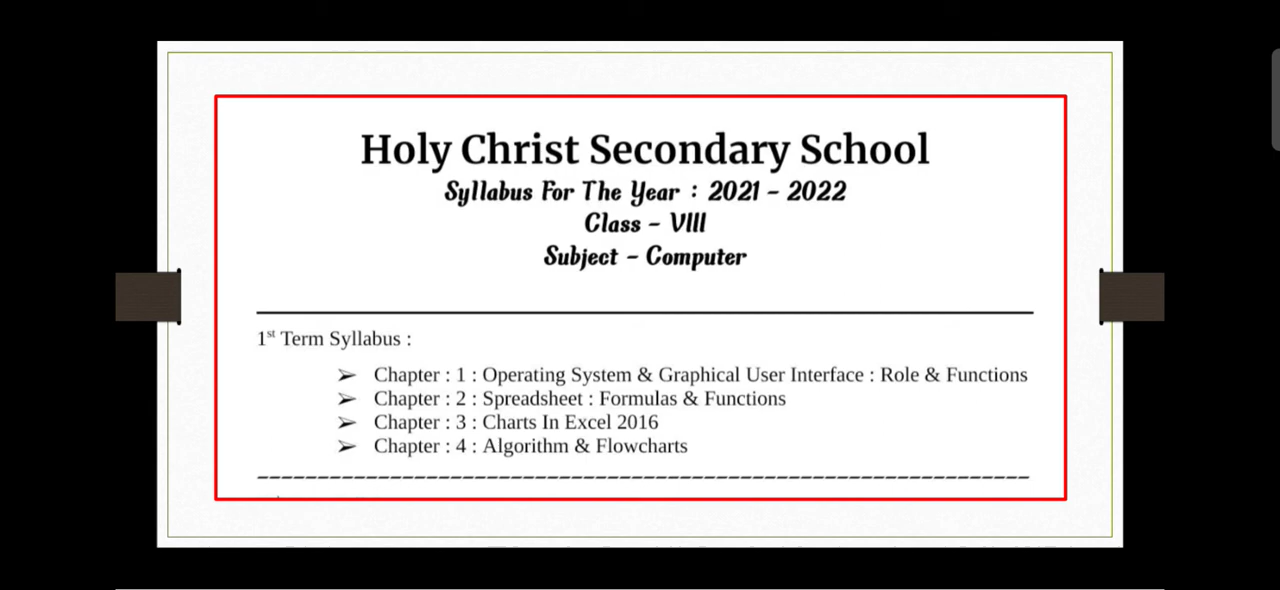 Holy Christ Secondary School
Syllabus For The Year : 2021 – 2022
Class – VIII
Subject – Computer
1st Term Syllabus :
➢ Chapter : 1 : Operating System & Graphical User Interface : Role & Functions
➢ Chapter : 2 : Spreadsheet : Formulas & Functions
➢ Chapter : 3 : Charts In Excel 2016
➢ Chapter : 4 : Algorithm & Flowcharts